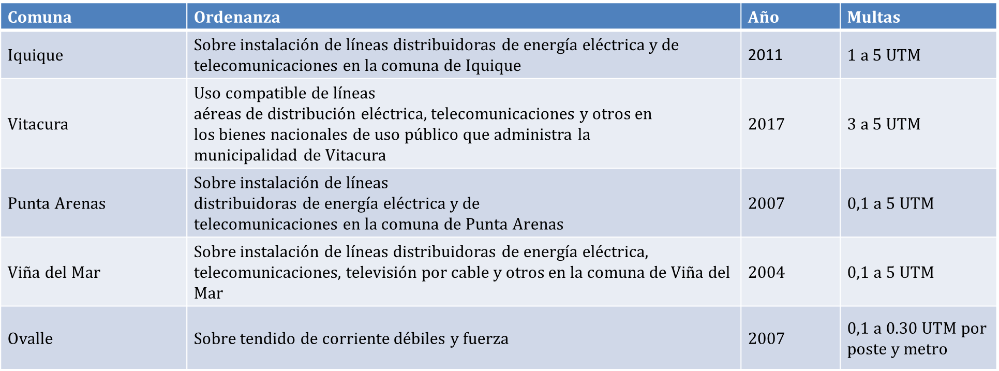 Comuna Ordenanza Año Multas
Iquique
Sobre instalación de líneas distribuidoras de energía eléctrica y de
telecomunicaciones en la comuna de Iquique
2011
1 a 5 UTM
Vitacura
Uso compatible de líneas
aéreas de distribución eléctrica, telecomunicaciones y otros en
los bienes nacionales de uso público que administra la
municipalidad de Vitacura
2017
3 a 5 UTM
Punta Arenas
Sobre instalación de líneas
distribuidoras de energía eléctrica y de
telecomunicaciones en la comuna de Punta Arenas
2007
0,1 a 5 UTM
Viña del Mar
Sobre instalación de líneas distribuidoras de energía eléctrica,
telecomunicaciones, televisión por cable y otros en la comuna de Viña del
Mar
2004
0,1 a 5 UTM
Ovalle
Sobre tendido de corriente débiles y fuerza
2007
0,1 a 0.30 UTM por
poste y metro